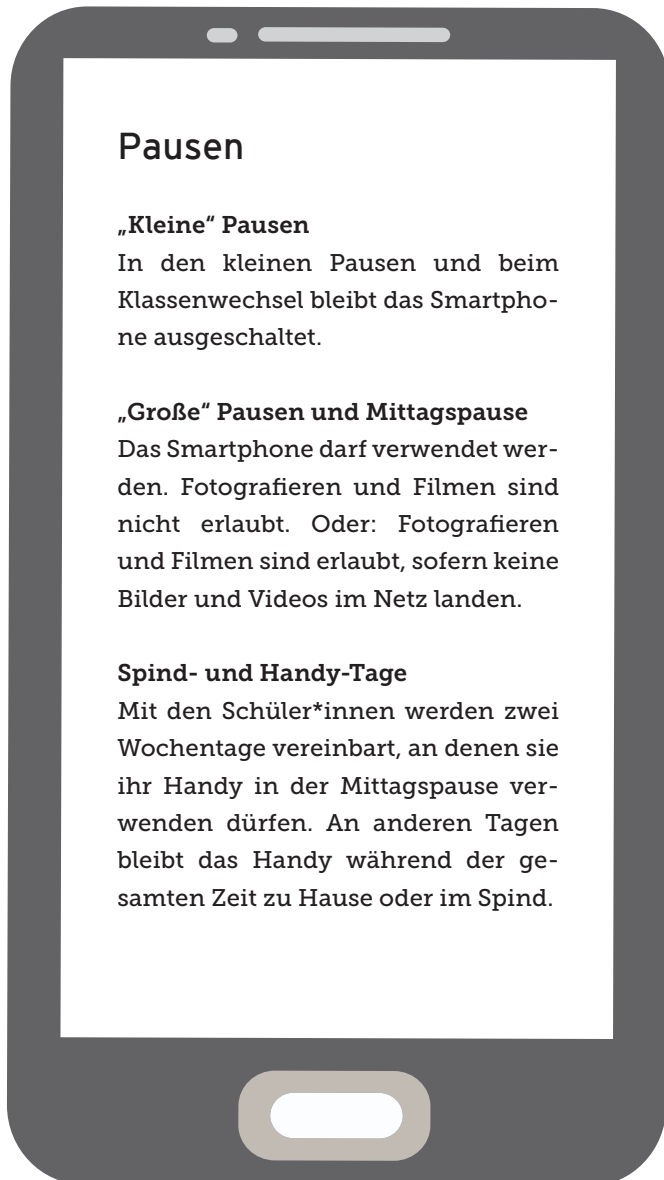 Pausen
„Kleine“ Pausen
In den kleinen Pausen und beim
Klassenwechsel bleibt das Smartpho-
ne ausgeschaltet.
„Große“ Pausen und Mittagspause
Das Smartphone darf verwendet wer-
den. Fotografieren und Filmen sind
nicht erlaubt. Oder: Fotografieren
und Filmen sind erlaubt, sofern keine
Bilder und Videos im Netz landen.
Spind- und Handy-Tage
Mit den Schüler*innen werden zwei
Wochentage vereinbart, an denen sie
ihr Handy in der Mittagspause ver-
wenden dürfen. An anderen Tagen
bleibt das Handy während der ge-
samten Zeit zu Hause oder im Spind.